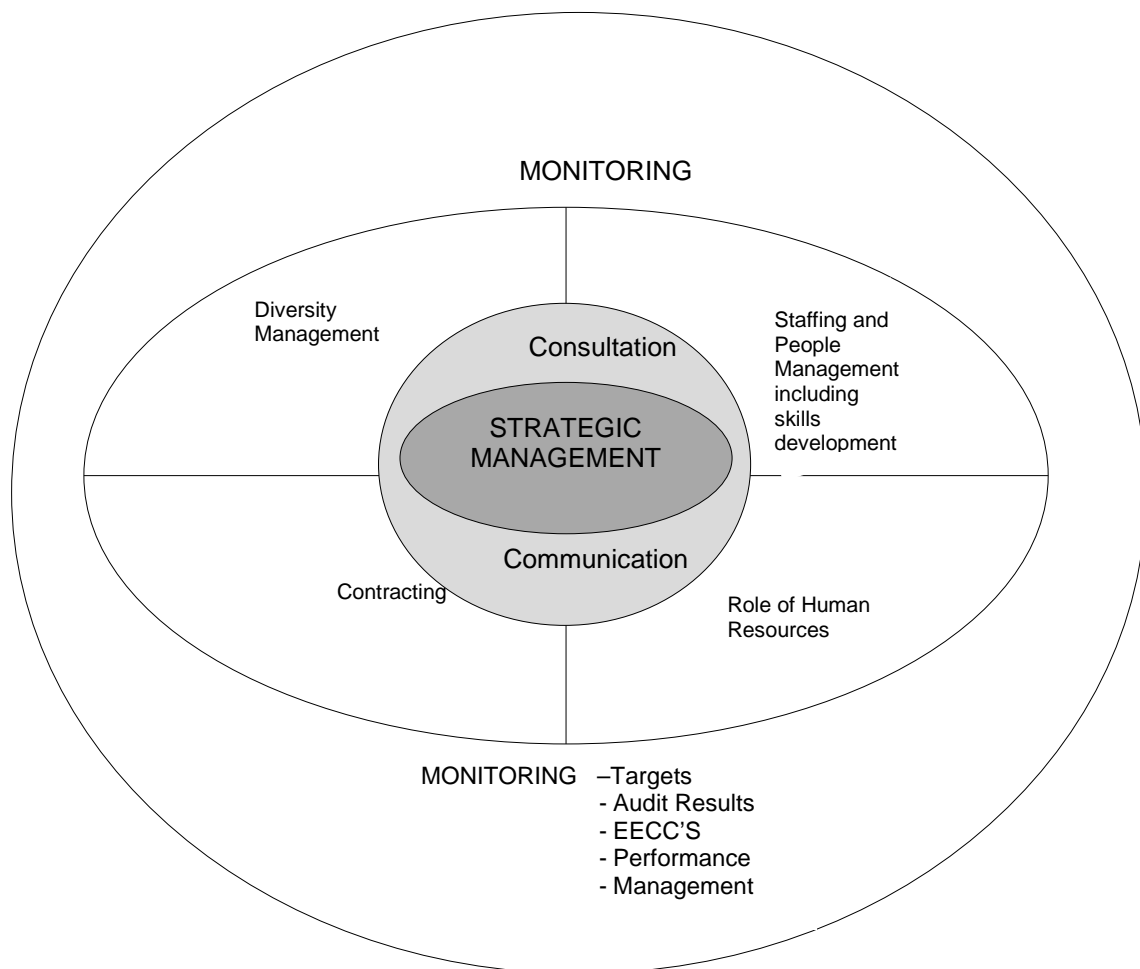 MONITORING
Diversity
Management
Consultation
Staffing and
People
Management
including
skills
development
STRATEGIC
MANAGEMENT
Communication
Contracting
Role of Human
Resources
MONITORING –Targets
- Audit Results
- EECC'S
- Performance
- Management